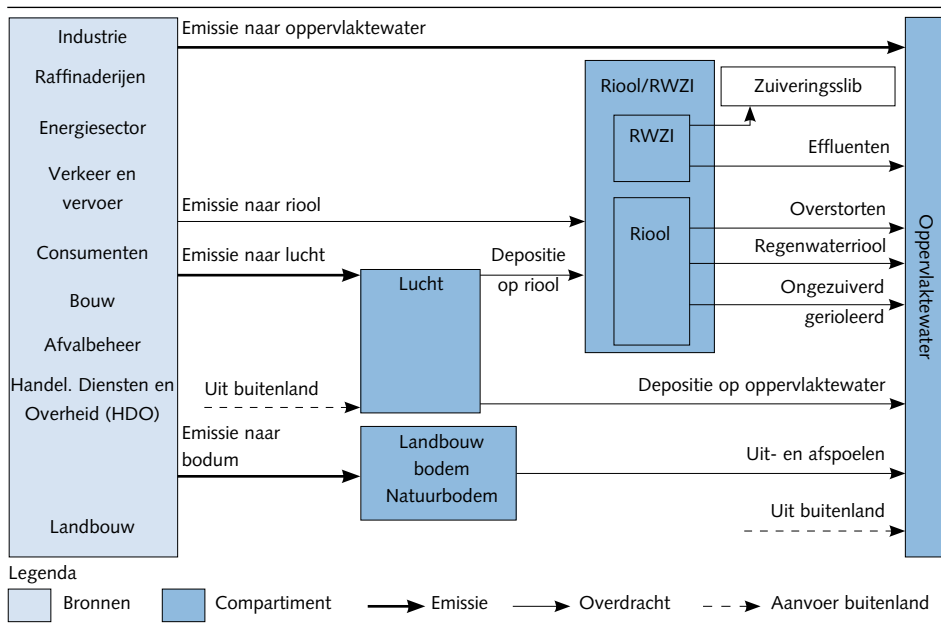 Industrie
Raffinaderijen
Energiesector
Verkeer en
vervoer
Consumenten
Bouw
Afvalbeheer
Handel. Diensten en
Overheid (HDO)
Landbouw
Emissie naar oppervlaktewater
Emissie naar riool
Emissie naar lucht
Uit buitenland
Emissie naar
bodum
Lucht
Depositie
op riool
Landbouw
bodem
Natuurbodem
Riool/RWZI
RWZI
Riool
Zuiveringsslib
Effluenten
Overstorten
Regenwaterriool
Ongezuiverd
gerioleerd
Depositie op oppervlaktewater
Uit- en afspoelen
Uit buitenland
Oppervlaktewater
Legenda
Bronnen
Compartiment
Emissie
Overdracht
Aanvoer buitenland